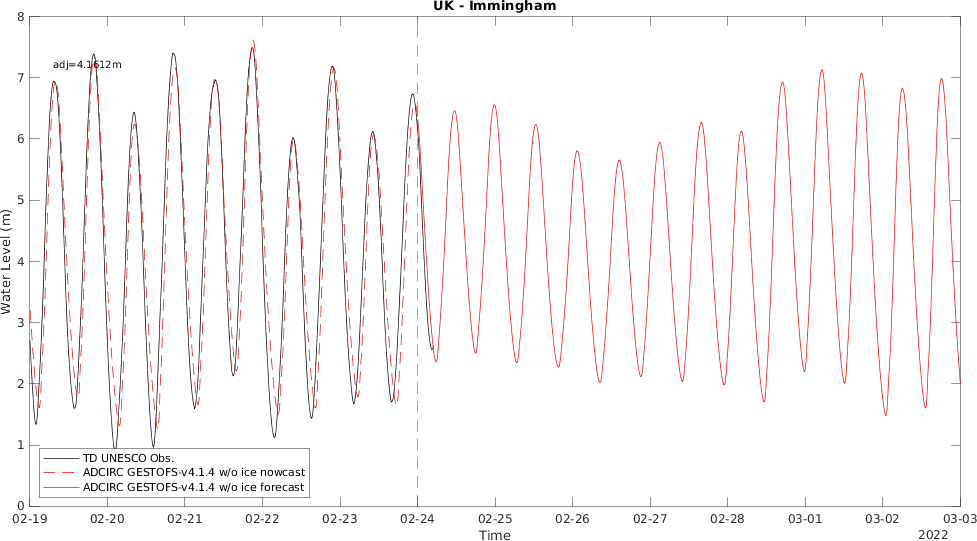 UK - Immingham
8
7
6
5
4
3
2
1
0
Water Level (m)
adj=4.1612m
TD UNESCO Obs.
ADCIRC GESTOFS-v4.1.4 w/o ice nowcast
ADCIRC GESTOFS-v4.1.4 w/o ice forecast
02-19 02-20 02-21 02-22 02-23 02-24 02-25 02-26 02-27 02-28 03-01 03-02 03-03
Time
2022